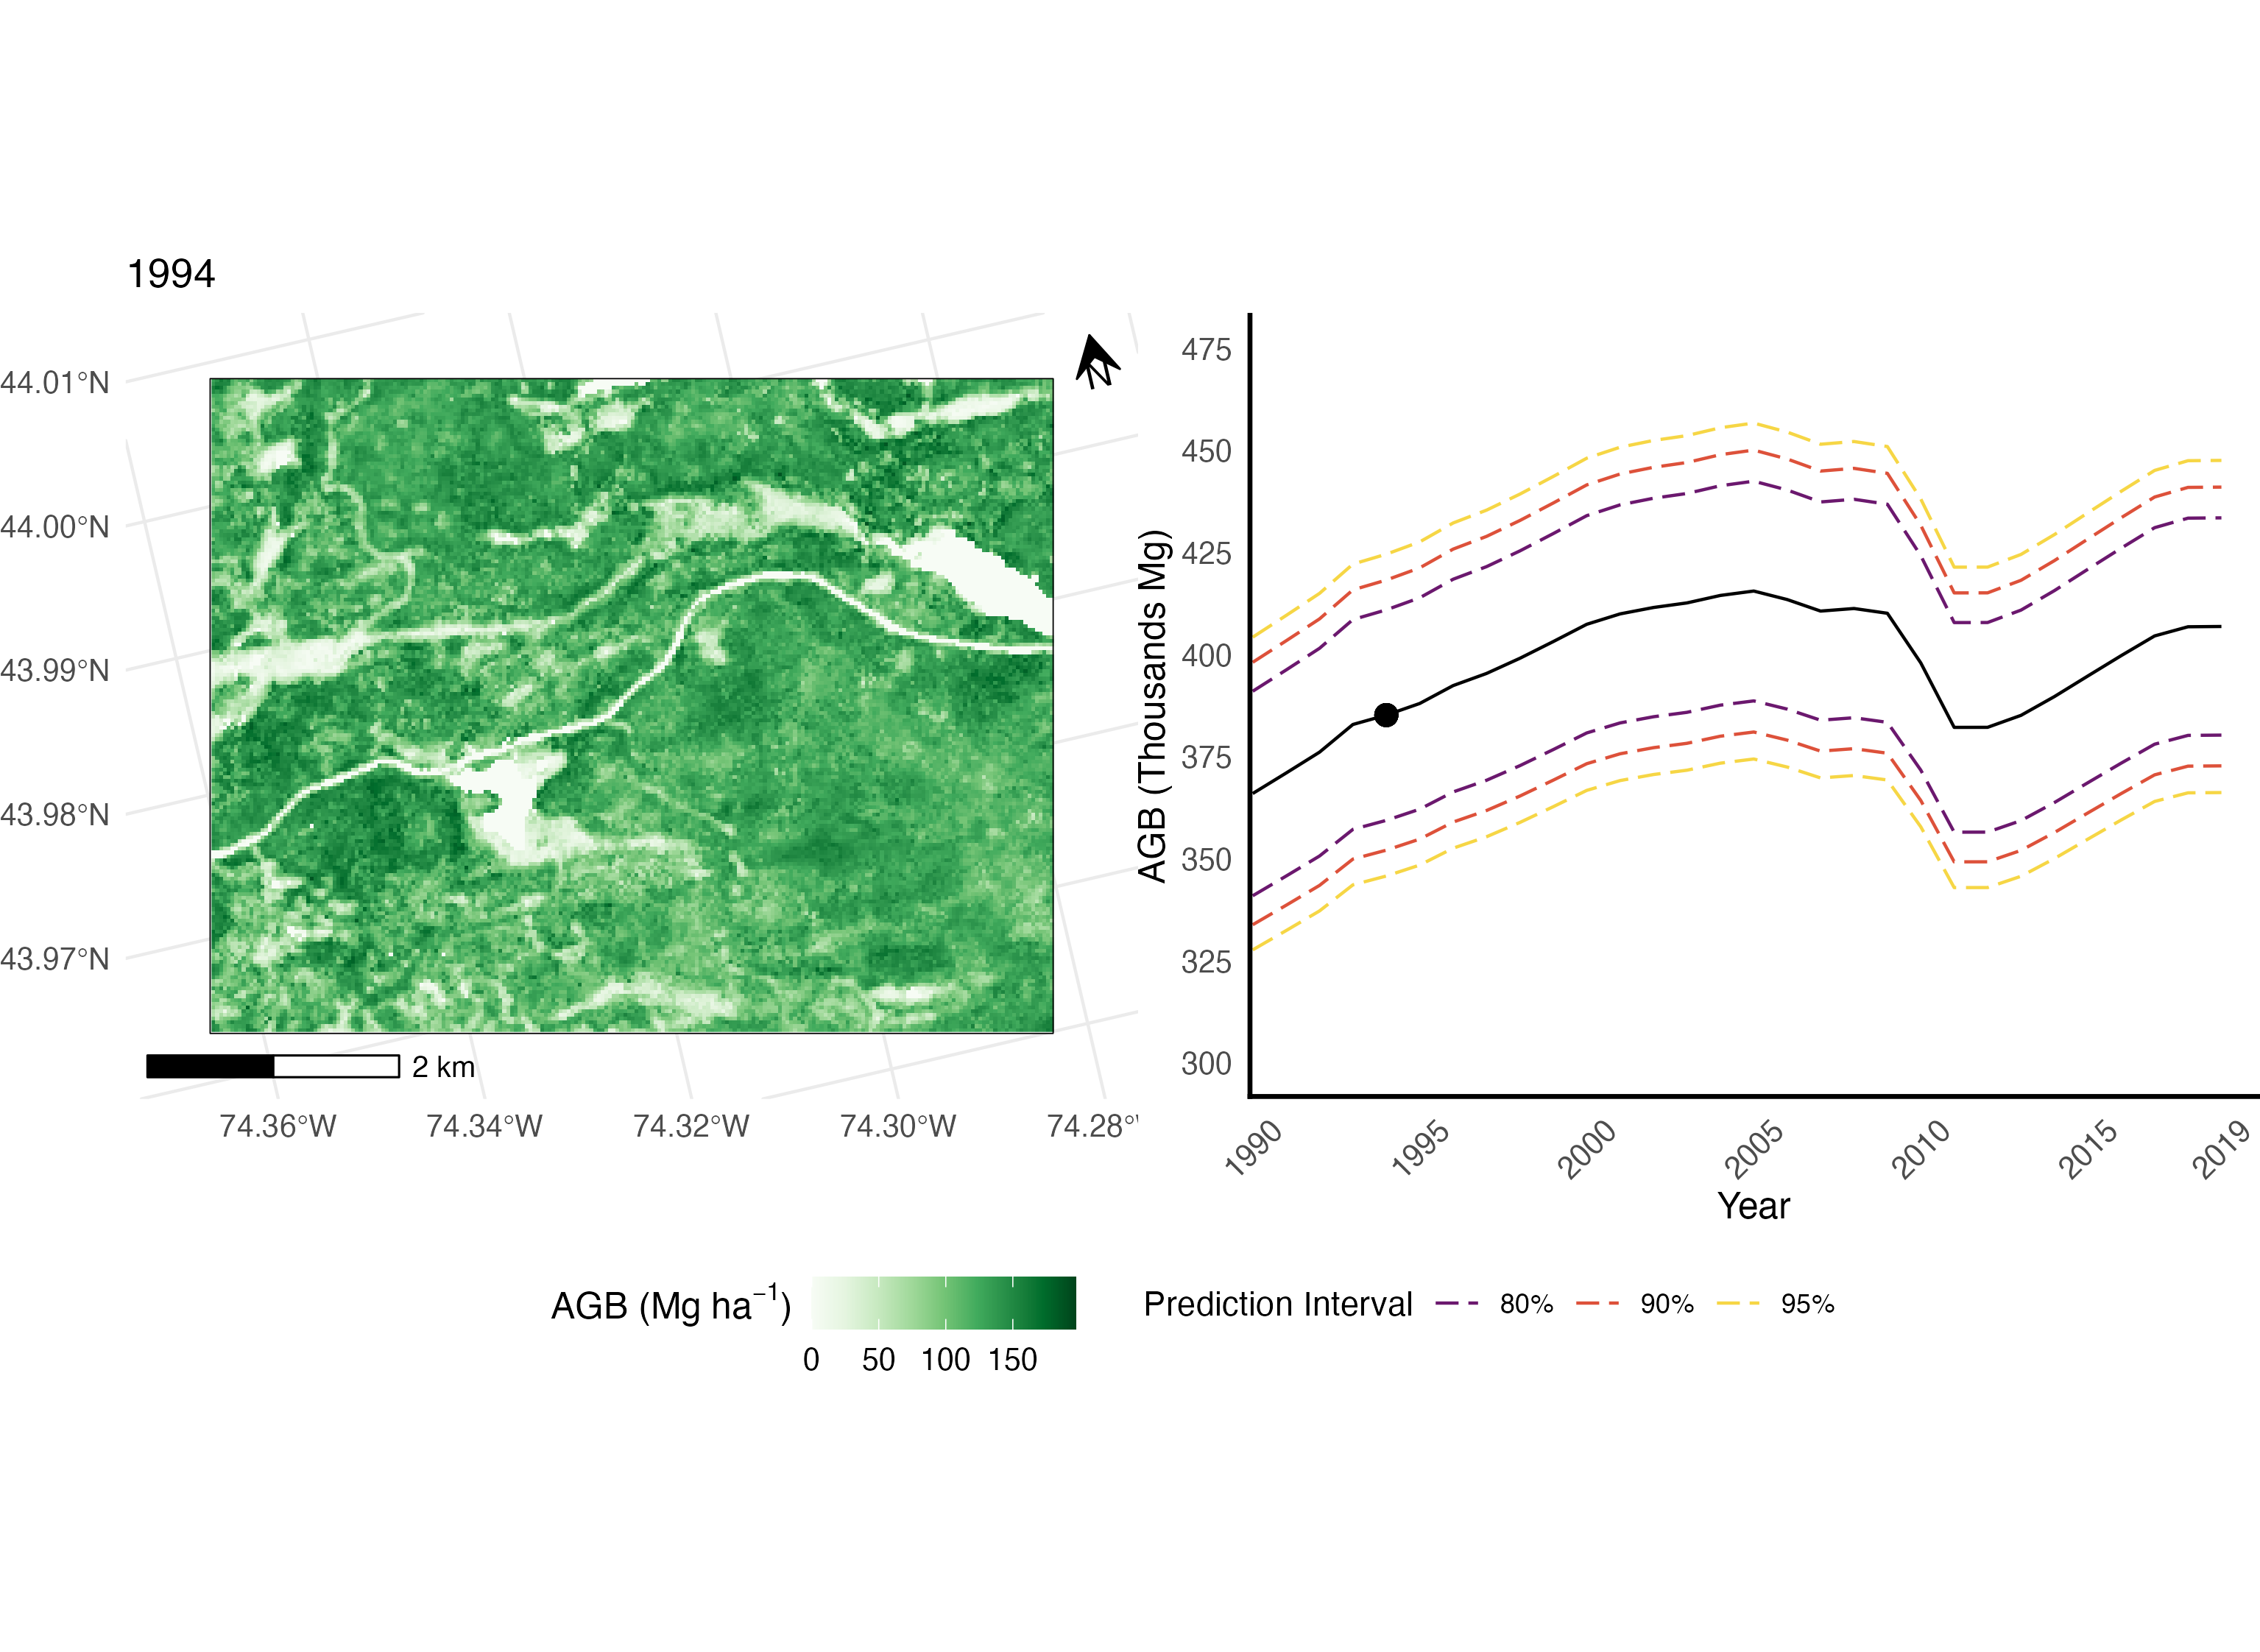 1994
N
44.01°N
44.00°N
43.99°N
43.98°N
43.97°N
2 km
74.36°W
74.34°W
74.32°W
74.30°W
74.28°
AGB (Thousands Mg)
475
450
425
400
375
350
325
300
1990
1995
2000
2005
2010
2015
2019
Year
AGB (Mg ha⁻¹)
0
50
100
150
Prediction Interval
80%
90%
95%